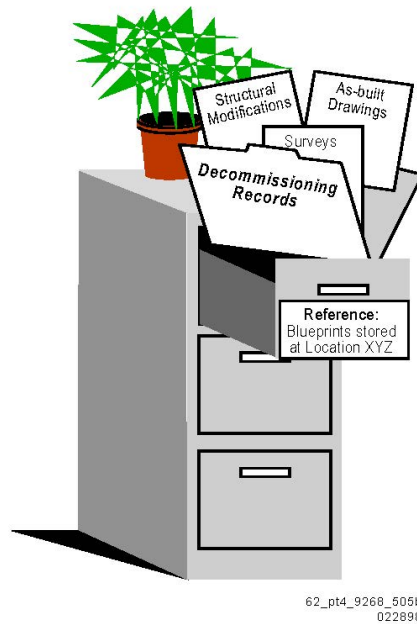 Structural
Modifications
As-built
Drawings
Surveys
Decommissioning
Records
Reference:
Blueprints stored
at Location XYZ